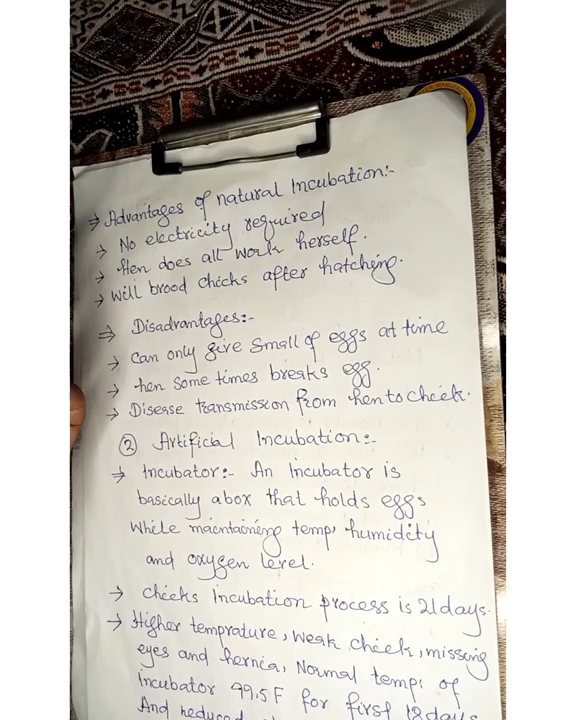 ⇒ Advantages of natural Incubation:-
→ No electricity required
→ Hen does all work herself.
→ Will brood chicks after hatching.
⇒ Disadvantages:-
→ Can only give Small of eggs at time
→ hen some times breaks egg.
→ Disease transmission from hen to chick.
② Artificial Incubation:-
→ Incubator:- An Incubator is
basically a box that holds eggs
While maintaining temp, humidity
and oxygen level.
→ chicks Incubation process is 21 days.
→ Higher temprature, weak chick, missing
eyes and hernia, Normal temp: of
Incubator 99.5 F for first 18 days
And reduced